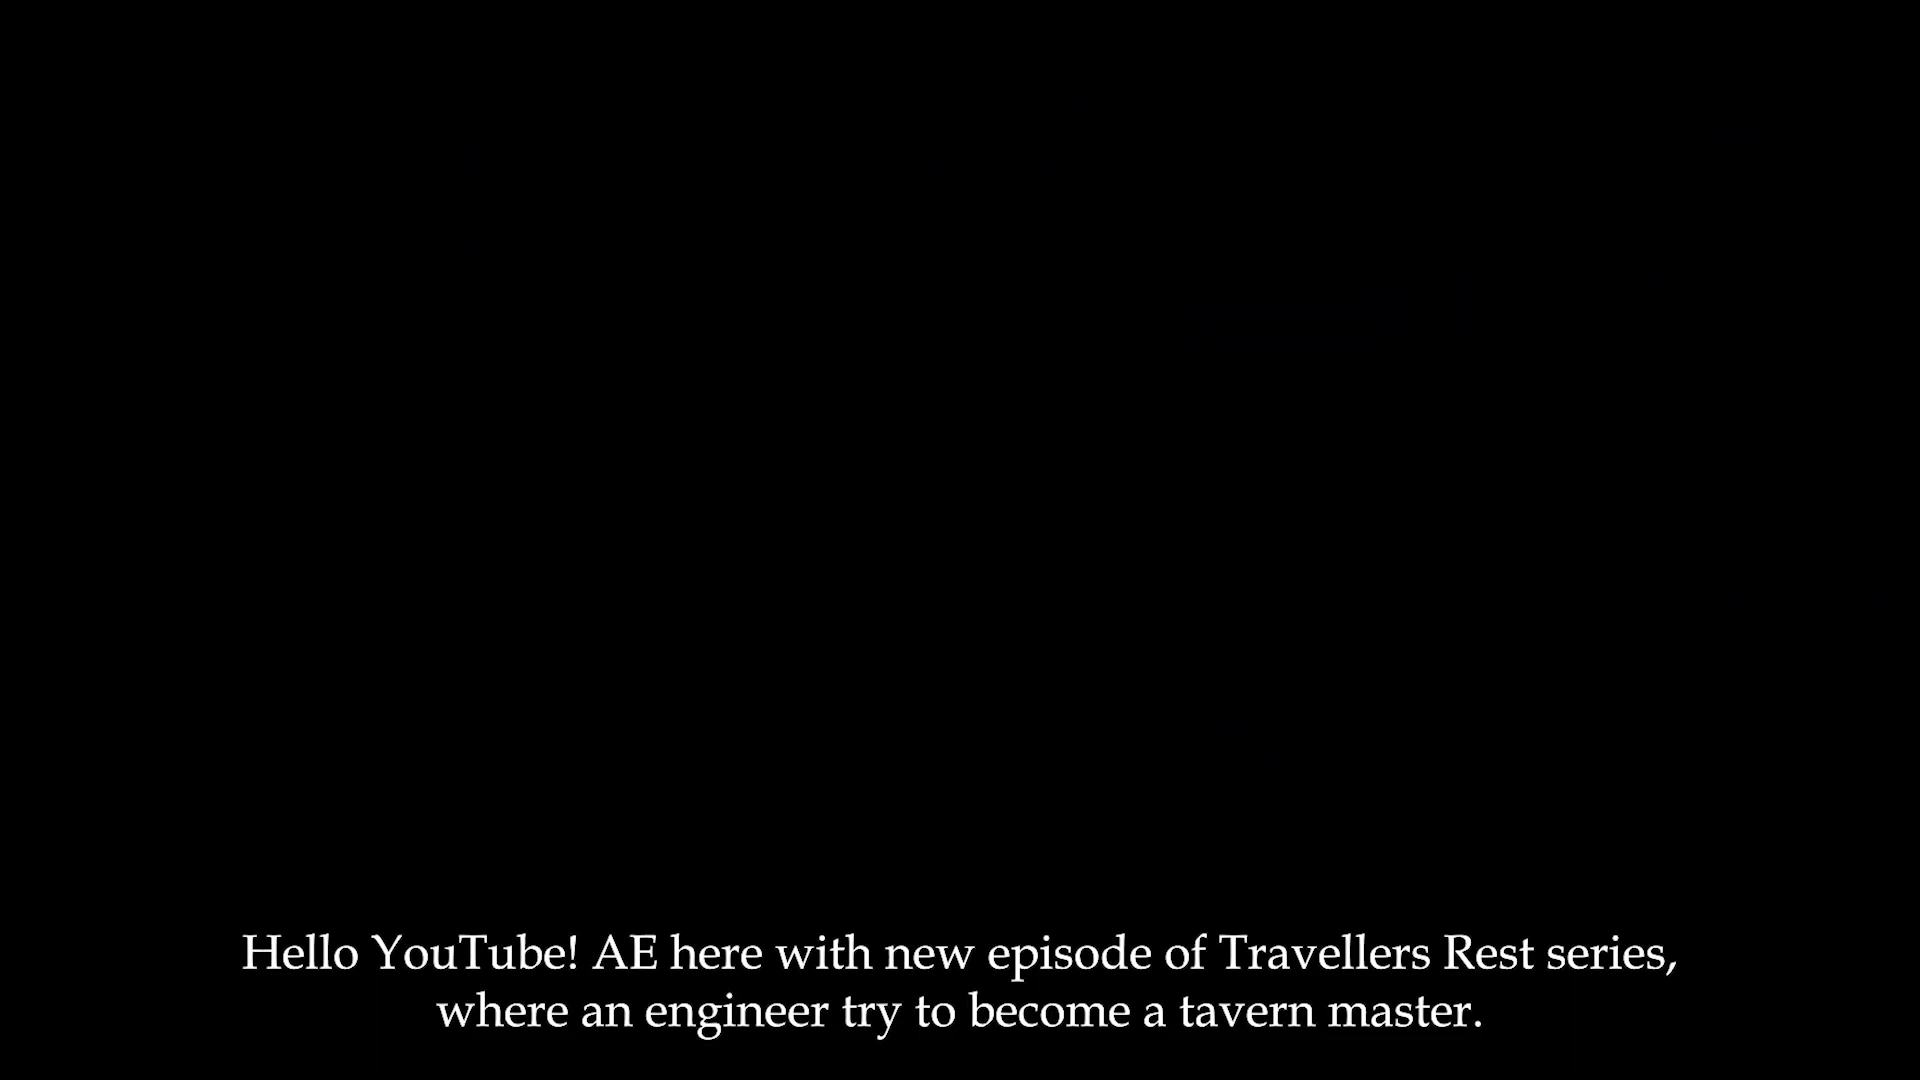 Hello YouTube! AE here with new episode of Travellers Rest series,
where an engineer try to become a tavern master.